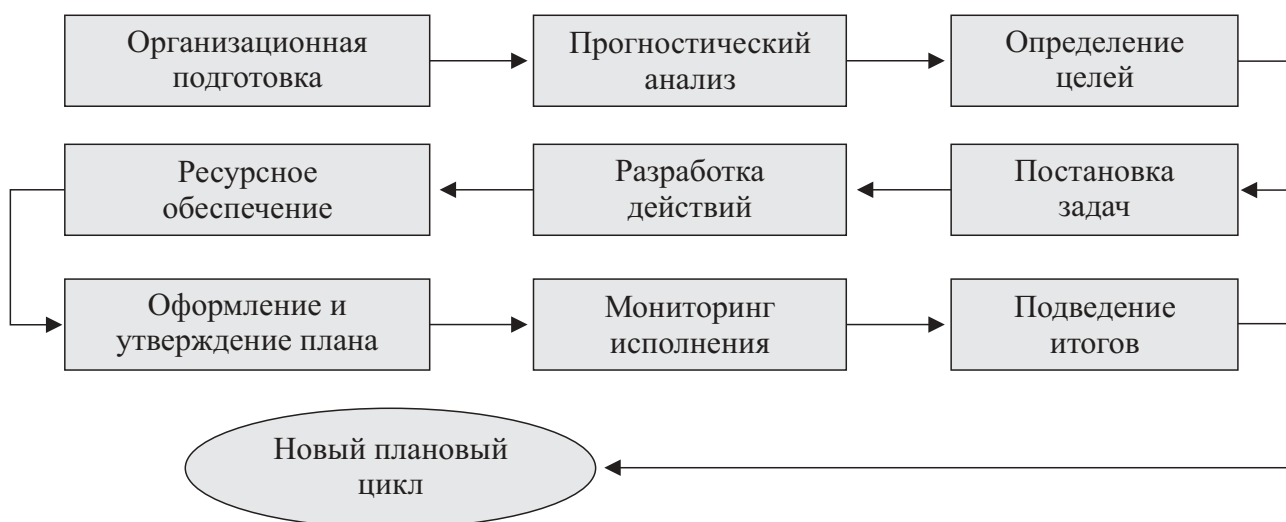 Организационная
подготовка
Прогностический
анализ
Определение
целей
Ресурсное
обеспечение
Разработка
действий
Постановка
задач
Оформление и
утверждение плана
Мониторинг
исполнения
Подведение
итогов
Новый плановый
цикл